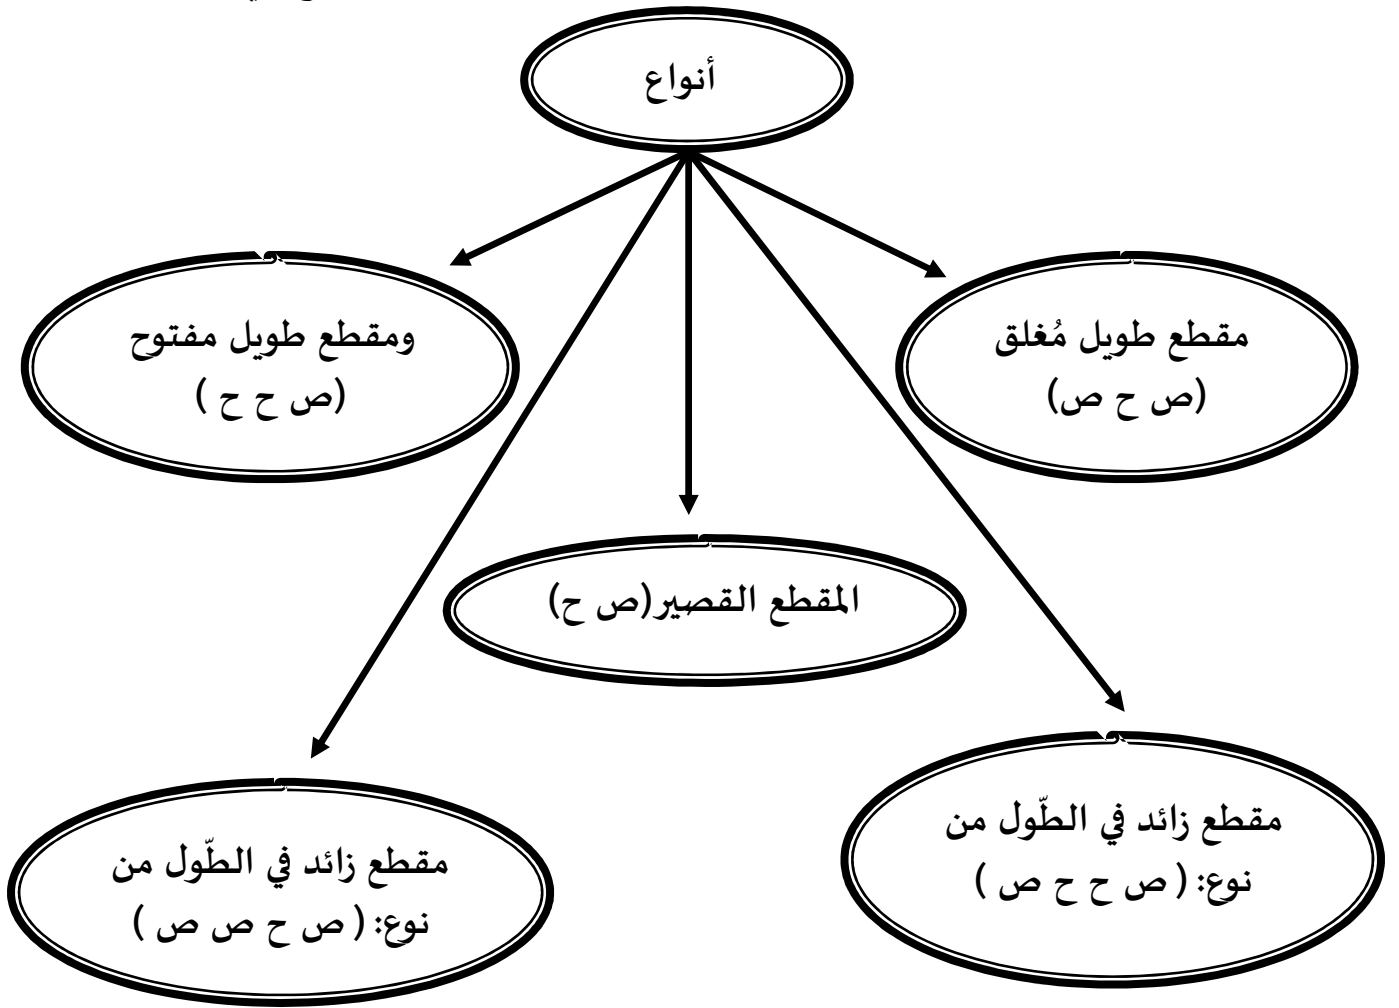 أنواع
مقطع طويل مُغلق
(ص ح ص)
ومقطع طويل مفتوح
(ص ح ح )
المقطع القصير(ص ح)
مقطع زائد في الطّول من
نوع: ( ص ح ح ص )
مقطع زائد في الطّول من
نوع: ( ص ح ص ص )